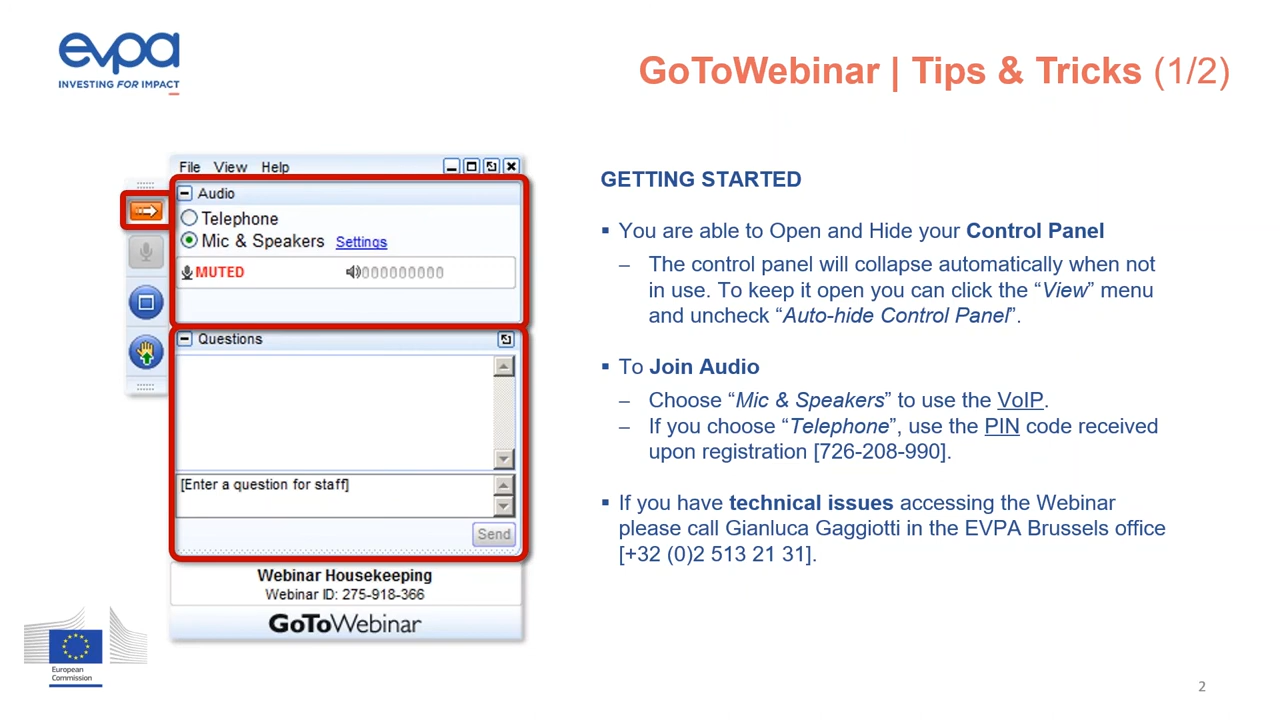 evpa
INVESTING FOR IMPACT
GoToWebinar | Tips & Tricks (1/2)
File View Help
Audio
Telephone
Mic & Speakers Settings
MUTED
Questions
[Enter a question for staff]
Send
Webinar Housekeeping
Webinar ID: 275-918-366
GoToWebinar
GETTING STARTED
▪ You are able to Open and Hide your Control Panel
– The control panel will collapse automatically when not
in use. To keep it open you can click the “View” menu
and uncheck “Auto-hide Control Panel”.
▪ To Join Audio
– Choose “Mic & Speakers” to use the VoIP.
– If you choose “Telephone”, use the PIN code received
upon registration [726-208-990].
▪ If you have technical issues accessing the Webinar
please call Gianluca Gaggiotti in the EVPA Brussels office
[+32 (0)2 513 21 31].
European
Commission
2